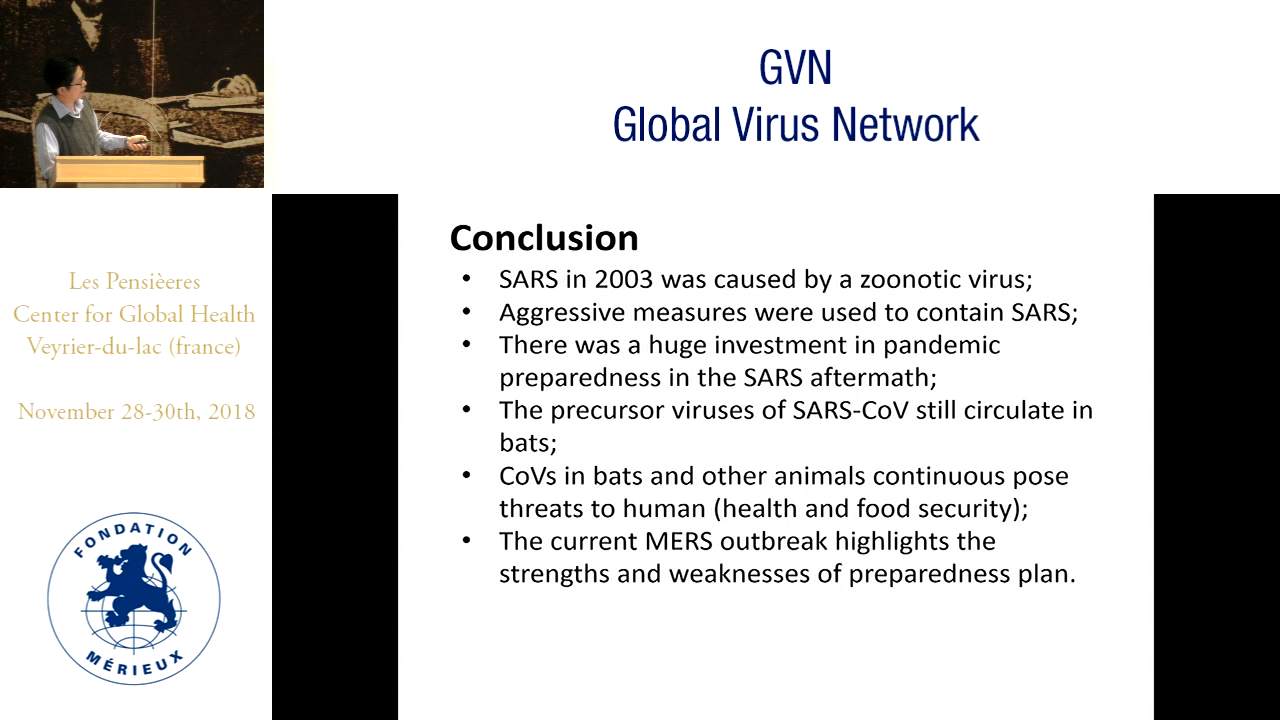 GVN
Global Virus Network
Les Pensièeres
Center for Global Health
Veyrier-du-lac (france)
November 28-30th, 2018
FONDATION
MÉRIEUX
Conclusion
• SARS in 2003 was caused by a zoonotic virus;
• Aggressive measures were used to contain SARS;
• There was a huge investment in pandemic
preparedness in the SARS aftermath;
• The precursor viruses of SARS-CoV still circulate in
bats;
• CoVs in bats and other animals continuous pose
threats to human (health and food security);
• The current MERS outbreak highlights the
strengths and weaknesses of preparedness plan.